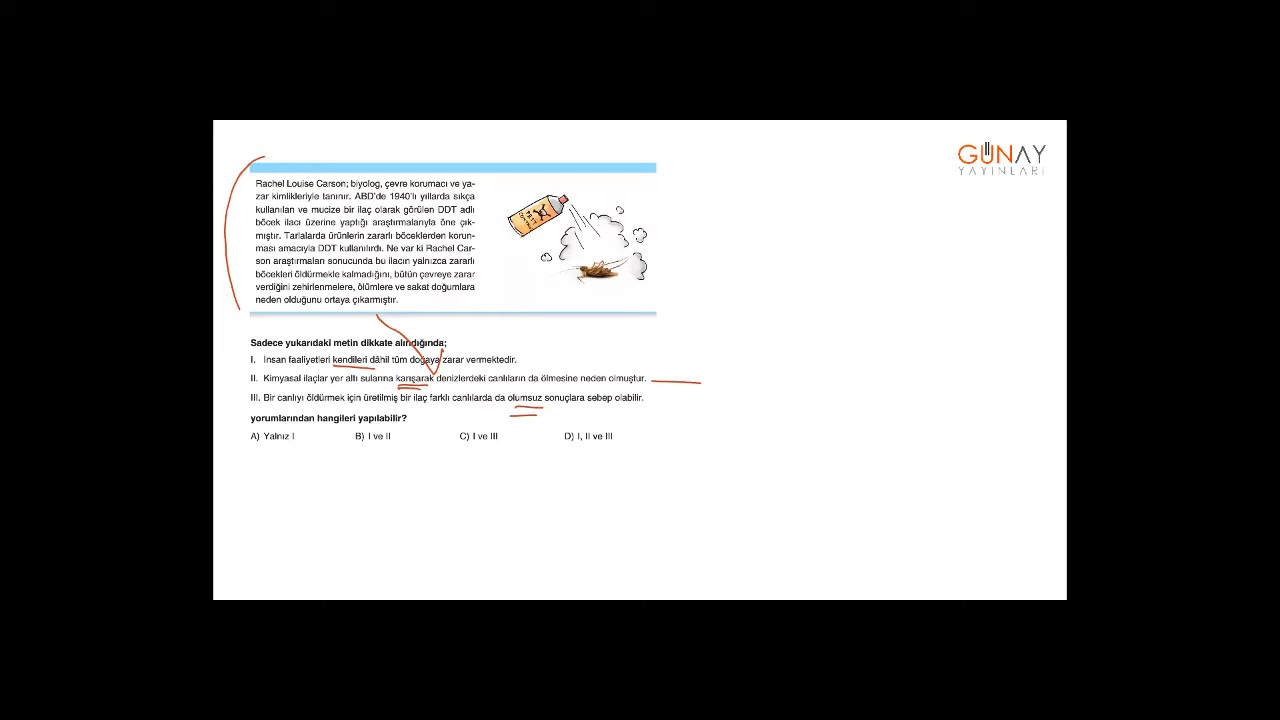 GÜNAY
YAYINLARI
Rachel Louise Carson; biyolog, çevre korumacı ve ya-
zar kimlikleriyle tanınır. ABD'de 1940'lı yıllarda sıkça
kullanılan ve mucize bir ilaç olarak görülen DDT adlı
böcek ilacı üzerine yaptığı araştırmalarıyla öne çık-
mıştır. Tarlalarda ürünlerin zararlı böceklerden korun-
ması amacıyla DDT kullanılırdı. Ne var ki Rachel Car-
son araştırmaları sonucunda bu ilacın yalnızca zararlı
böcekleri öldürmekle kalmadığını, bütün çevreye zarar
verdiğini zehirlenmelere, ölümlere ve sakat doğumlara
neden olduğunu ortaya çıkarmıştır.
Sadece yukarıdaki metin dikkate alındığında;
I. İnsan faaliyetleri kendileri dâhil tüm doğaya zarar vermektedir.
II. Kimyasal ilaçlar yer altı sularına karışarak denizlerdeki canlıların da ölmesine neden olmuştur.
III. Bir canlıyı öldürmek için üretilmiş bir ilaç farklı canlılarda da olumsuz sonuçlara sebep olabilir.
yorumlarından hangileri yapılabilir?
A) Yalnız I B) I ve II C) I ve III D) I, II ve III